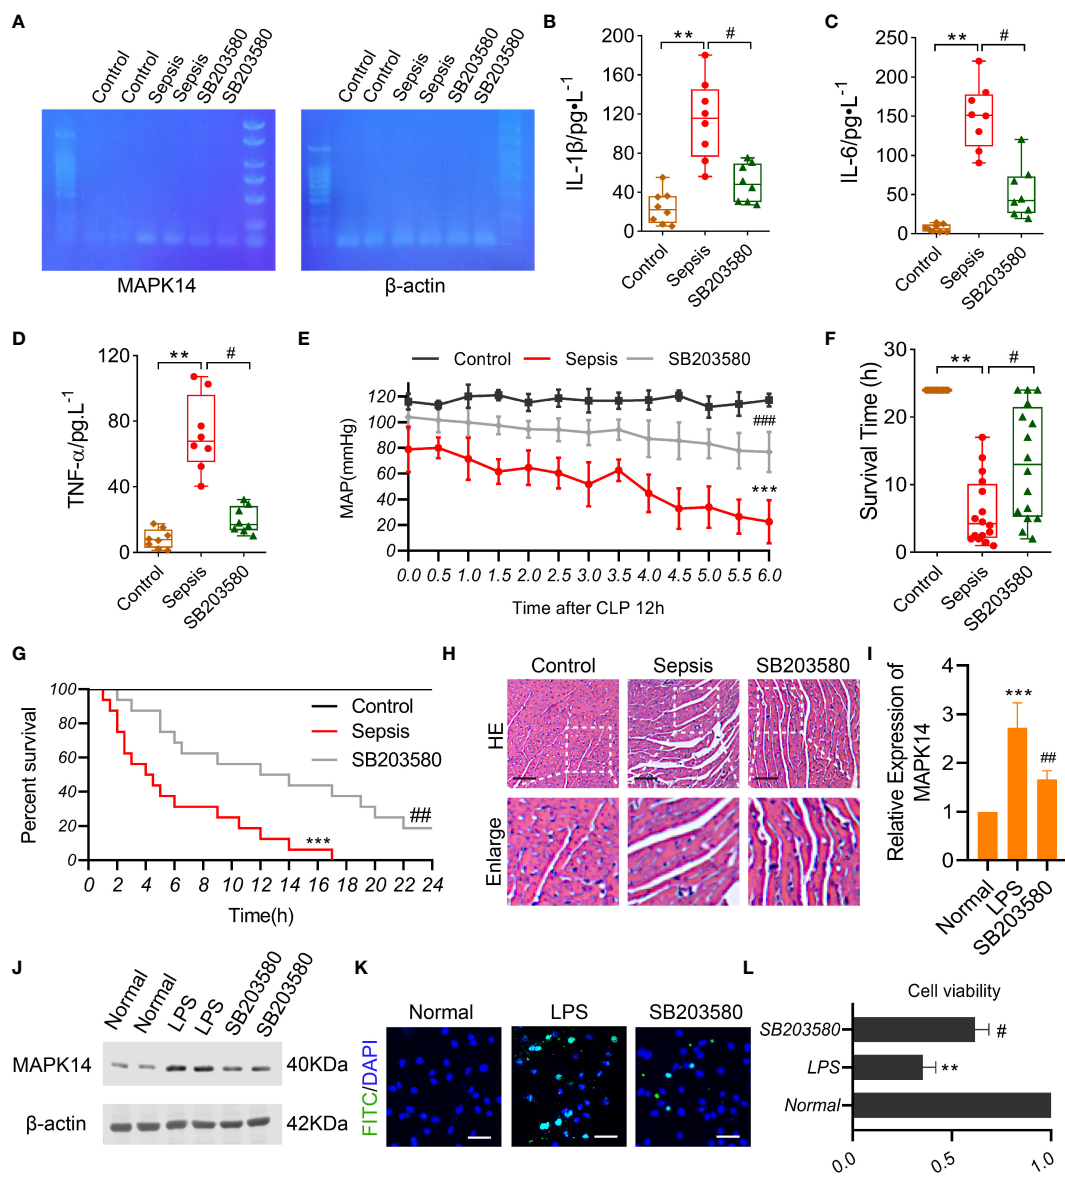 A
Control
Control
Sepsis
Sepsis
SB203580
SB203580
Control
Control
Sepsis
Sepsis
SB203580
SB203580
MAPK14
β-actin
B
IL-1β/pg•L-1
200
160
120
80
40
0
**
#
Control
Sepsis
SB203580
C
IL-6/pg•L-1
250
200
150
100
50
0
**
#
Control
Sepsis
SB203580
D
TNF-α/pg.L-1
120
80
40
0
**
#
Control
Sepsis
SB203580
E
Control
Sepsis
SB203580
MAP(mmHg)
120
100
80
60
40
20
0
###
***
0.0 0.5 1.0 1.5 2.0 2.5 3.0 3.5 4.0 4.5 5.0 5.5 6.0
Time after CLP 12h
F
Survival Time (h)
30
20
10
0
**
#
Control
Sepsis
SB203580
G
Percent survival
100
80
60
40
20
0
Control
Sepsis
SB203580
##
***
0 2 4 6 8 10 12 14 16 18 20 22 24
Time(h)
H
Control Sepsis SB203580
HE
Enlarge
I
Relative Expression of
MAPK14
4
3
2
1
0
***
##
Normal
LPS
SB203580
J
Normal
Normal
LPS
LPS
SB203580
SB203580
MAPK14 40KDa
β-actin 42KDa
K
Normal LPS SB203580
FITC/DAPI
L
Cell viability
SB203580 #
LPS **
Normal
0.0 0.5 1.0